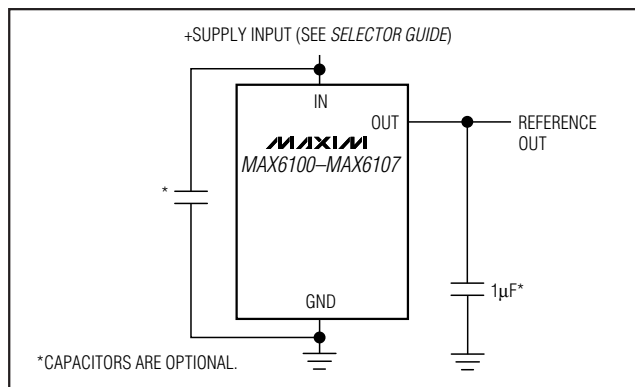 +SUPPLY INPUT (SEE SELECTOR GUIDE)
IN
OUT
REFERENCE
OUT
MAXIM
MAX6100–MAX6107
*
1μF*
GND
*CAPACITORS ARE OPTIONAL.